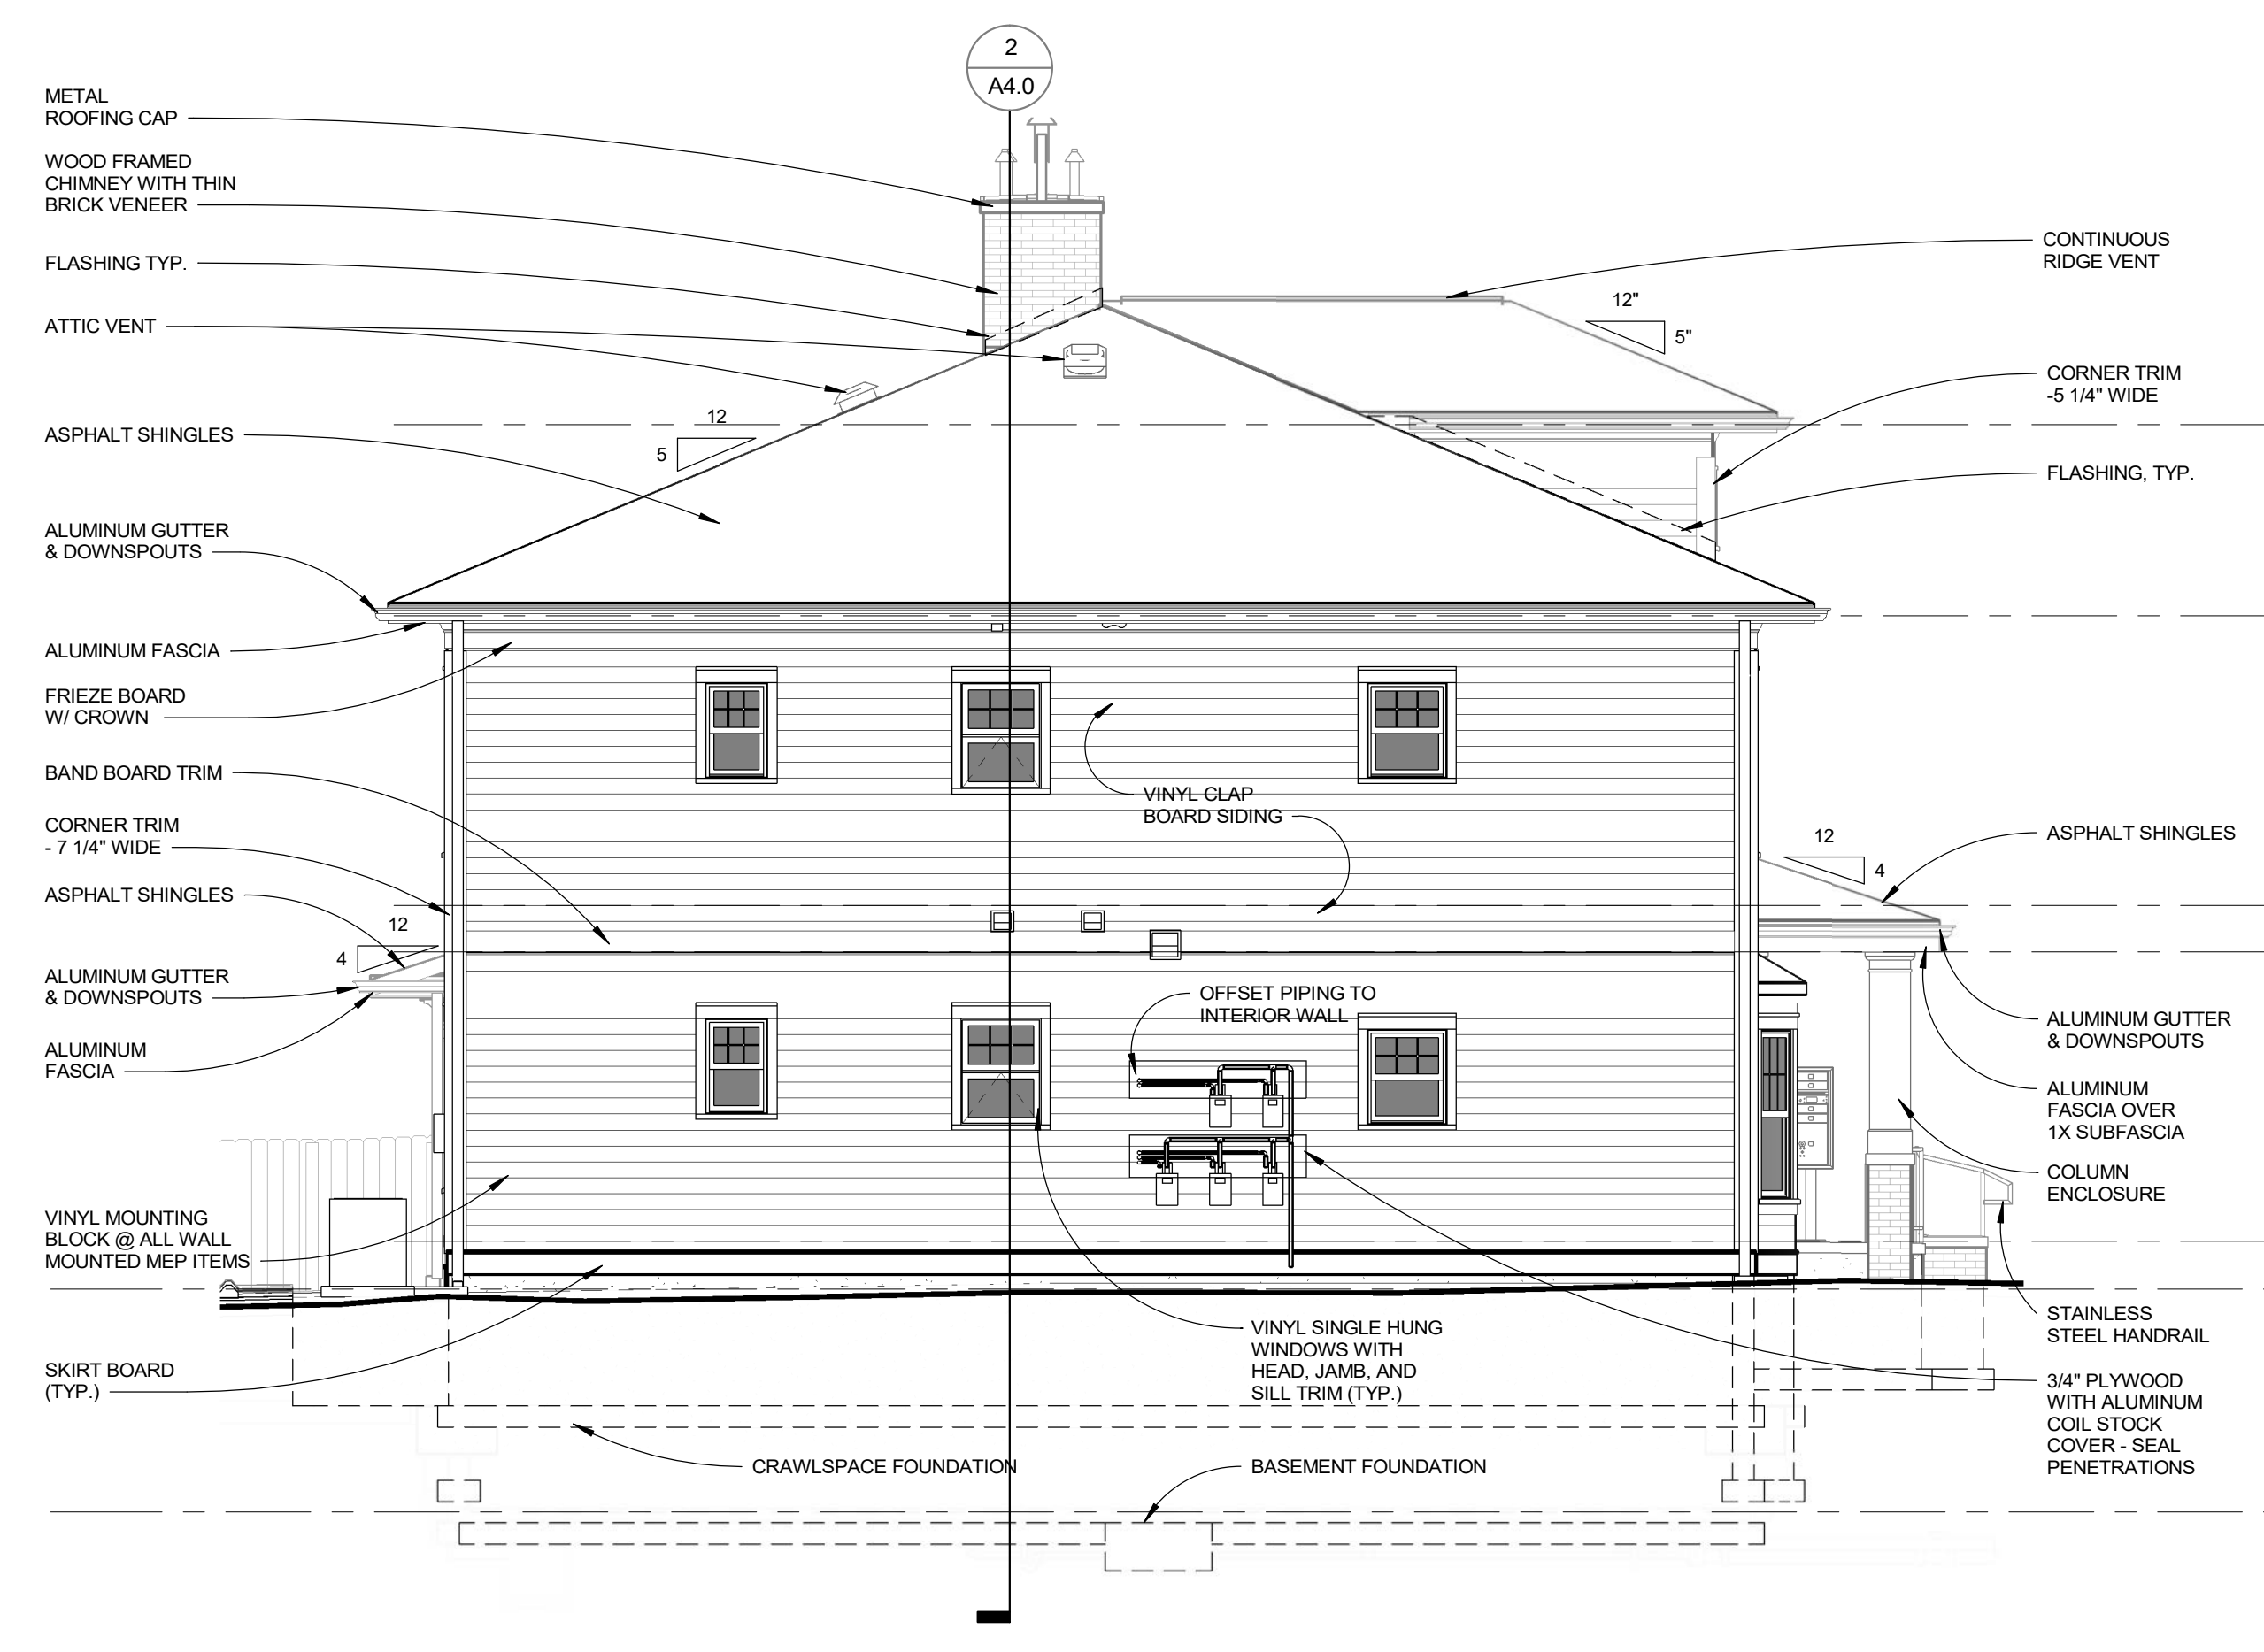 2
A4.0
METAL
ROOFING CAP
WOOD FRAMED
CHIMNEY WITH THIN
BRICK VENEER
FLASHING TYP.
ATTIC VENT
12
5
ASPHALT SHINGLES
ALUMINUM GUTTER
& DOWNSPOUTS
ALUMINUM FASCIA
FRIEZE BOARD
W/ CROWN
BAND BOARD TRIM
CORNER TRIM
- 7 1/4" WIDE
ASPHALT SHINGLES
12
4
ALUMINUM GUTTER
& DOWNSPOUTS
ALUMINUM
FASCIA
VINYL MOUNTING
BLOCK @ ALL WALL
MOUNTED MEP ITEMS
SKIRT BOARD
(TYP.)
VINYL CLAP
BOARD SIDING
OFFSET PIPING TO
INTERIOR WALL
VINYL SINGLE HUNG
WINDOWS WITH
HEAD, JAMB, AND
SILL TRIM (TYP.)
CRAWLSPACE FOUNDATION
BASEMENT FOUNDATION
CONTINUOUS
RIDGE VENT
12"
5"
CORNER TRIM
-5 1/4" WIDE
FLASHING, TYP.
12
4
ASPHALT SHINGLES
ALUMINUM GUTTER
& DOWNSPOUTS
ALUMINUM
FASCIA OVER
1X SUBFASCIA
COLUMN
ENCLOSURE
STAINLESS
STEEL HANDRAIL
3/4" PLYWOOD
WITH ALUMINUM
COIL STOCK
COVER - SEAL
PENETRATIONS